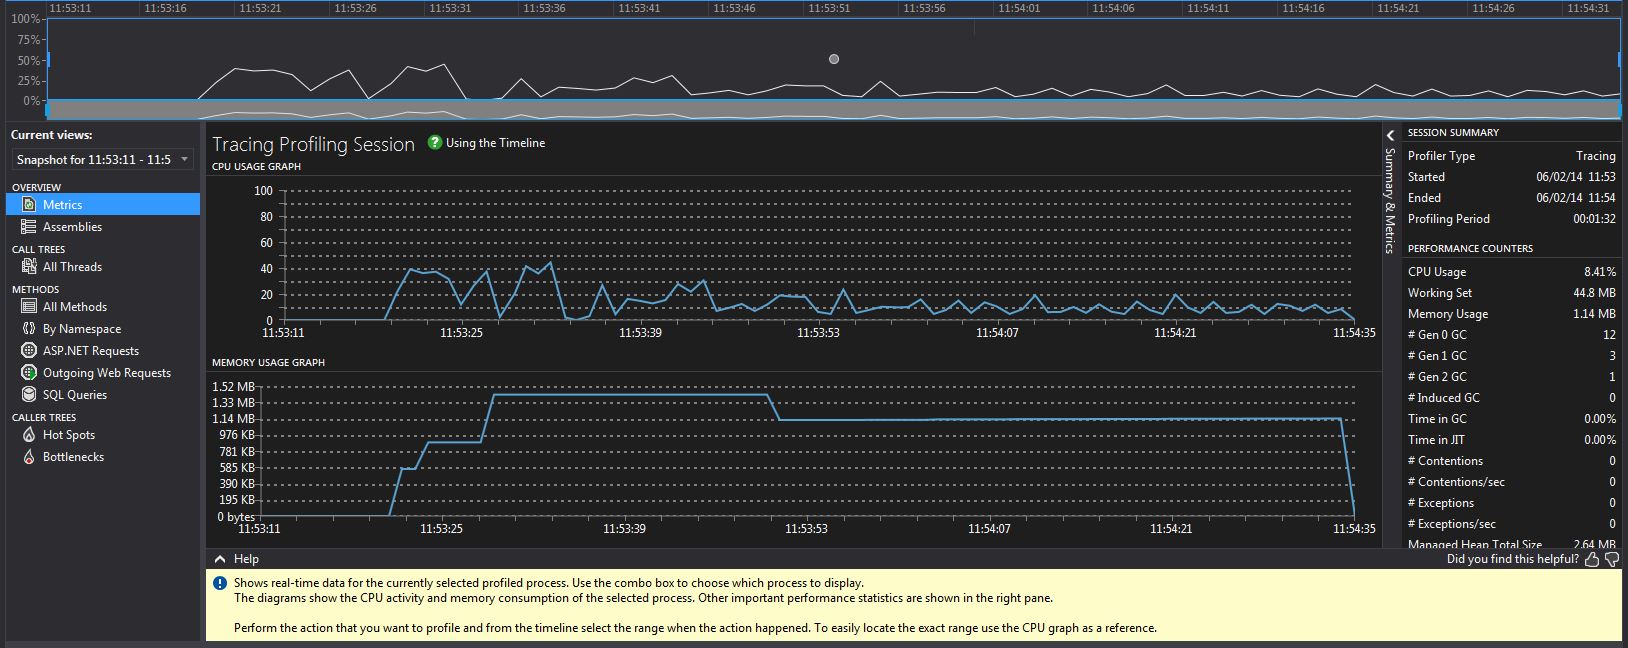 11:53:11 11:53:16 11:53:21 11:53:26 11:53:31 11:53:36 11:53:41 11:53:46 11:53:51 11:53:56 11:54:01 11:54:06 11:54:11 11:54:16 11:54:21 11:54:26 11:54:31
100%
75%
50%
25%
0%
Current views:
Snapshot for 11:53:11 - 11:5
OVERVIEW
Metrics
Assemblies
CALL TREES
All Threads
METHODS
All Methods
By Namespace
ASP.NET Requests
Outgoing Web Requests
SQL Queries
CALLER TREES
Hot Spots
Bottlenecks
Tracing Profiling Session ? Using the Timeline
CPU USAGE GRAPH
100
80
60
40
20
0
11:53:11 11:53:25 11:53:39 11:53:53 11:54:07 11:54:21 11:54:35
MEMORY USAGE GRAPH
1.52 MB
1.33 MB
1.14 MB
976 KB
781 KB
585 KB
390 KB
195 KB
0 bytes
11:53:11 11:53:25 11:53:39 11:53:53 11:54:07 11:54:21 11:54:35
Summary & Metrics
SESSION SUMMARY
Profiler Type Tracing
Started 06/02/14 11:53
Ended 06/02/14 11:54
Profiling Period 00:01:32
PERFORMANCE COUNTERS
CPU Usage 8.41%
Working Set 44.8 MB
Memory Usage 1.14 MB
# Gen 0 GC 12
# Gen 1 GC 3
# Gen 2 GC 1
# Induced GC 0
Time in GC 0.00%
Time in JIT 0.00%
# Contentions 0
# Contentions/sec 0
# Exceptions 0
# Exceptions/sec 0
Managed Heap Total Size 2.64 MB
Help
Did you find this helpful?
Shows real-time data for the currently selected profiled process. Use the combo box to choose which process to display.
The diagrams show the CPU activity and memory consumption of the selected process. Other important performance statistics are shown in the right pane.
Perform the action that you want to profile and from the timeline select the range when the action happened. To easily locate the exact range use the CPU graph as a reference.